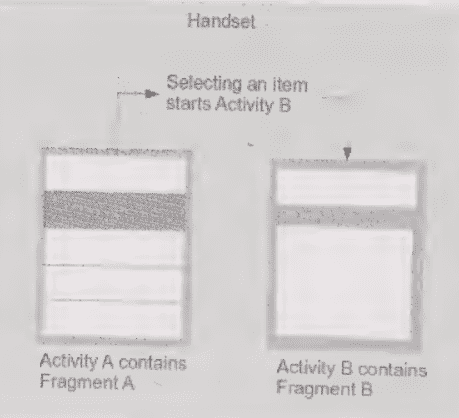 Handset
Selecting an item
starts Activity B
Activity A contains
Fragment A
Activity B contains
Fragment B